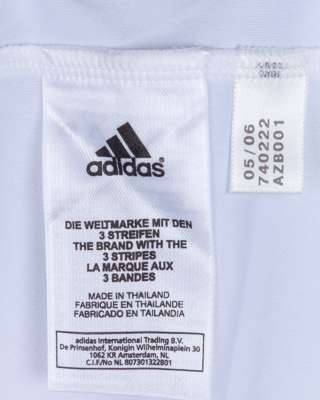 adidas
DIE WELTMARKE MIT DEN
3 STREIFEN
THE BRAND WITH THE
3 STRIPES
LA MARQUE AUX
3 BANDES
MADE IN THAILAND
FABRIQUE EN THAILANDE
FABRICADO EN TAILANDIA
adidas International Trading B.V.
De Prinsenhof, Koningin Wilhelminaplein 30
1062 KR Amsterdam, NL
C.I.F./No NL 807301322B01
05/06
740222
AZB001